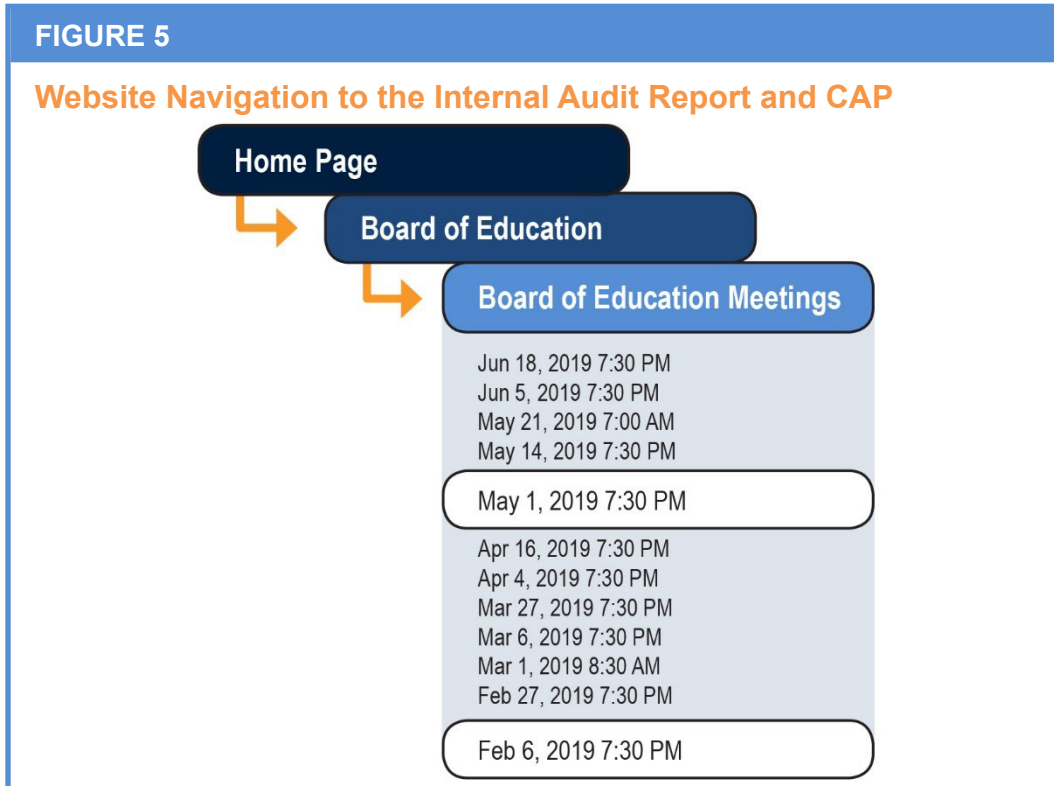 FIGURE 5
Website Navigation to the Internal Audit Report and CAP
Home Page
Board of Education
Board of Education Meetings
Jun 18, 2019 7:30 PM
Jun 5, 2019 7:30 PM
May 21, 2019 7:00 AM
May 14, 2019 7:30 PM
May 1, 2019 7:30 PM
Apr 16, 2019 7:30 PM
Apr 4, 2019 7:30 PM
Mar 27, 2019 7:30 PM
Mar 6, 2019 7:30 PM
Mar 1, 2019 8:30 AM
Feb 27, 2019 7:30 PM
Feb 6, 2019 7:30 PM